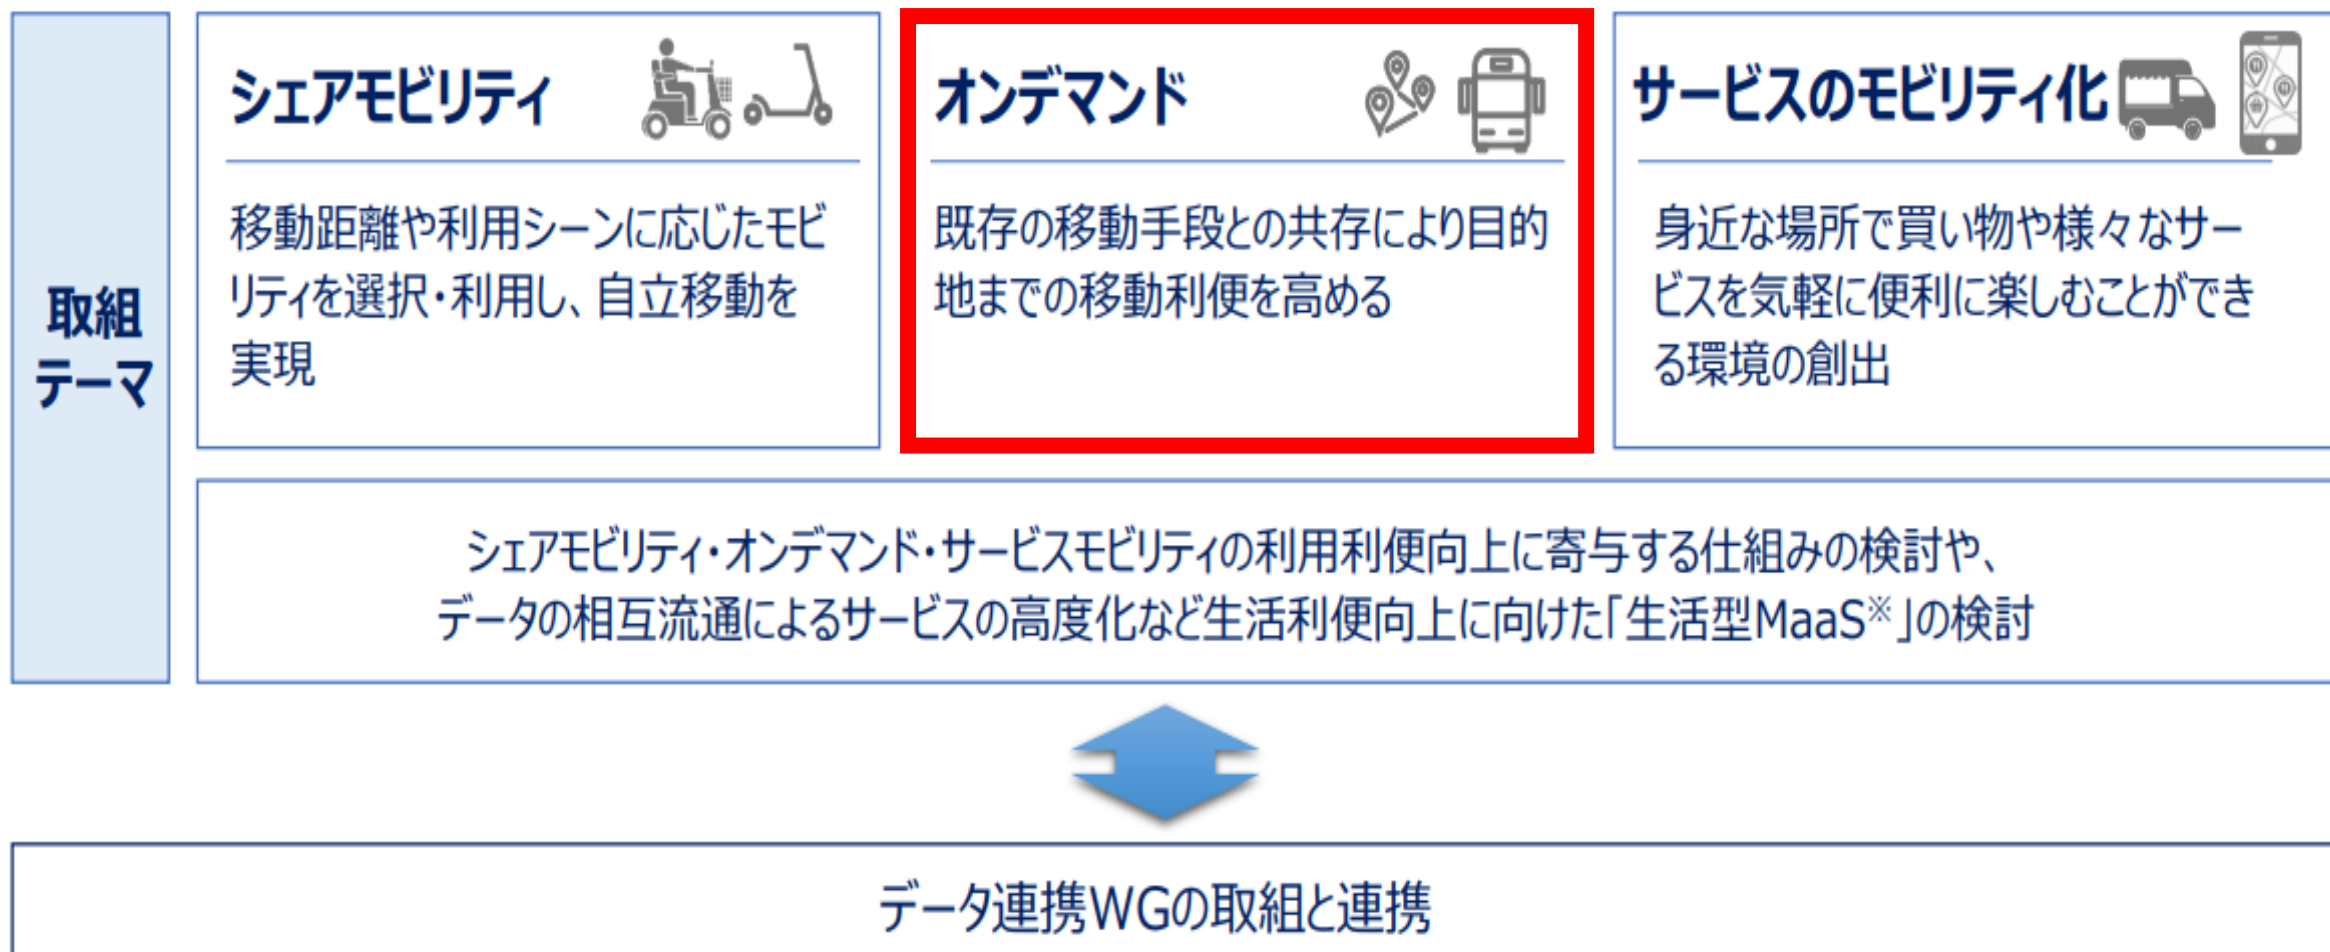 取組
テーマ
シェアモビリティ
移動距離や利用シーンに応じたモビ
リティを選択・利用し、自立移動を
実現
オンデマンド
既存の移動手段との共存により目的
地までの移動利便を高める
サービスのモビリティ化
身近な場所で買い物や様々なサー
ビスを気軽に便利に楽しむことができ
る環境の創出
シェアモビリティ・オンデマンド・サービスモビリティの利用利便向上に寄与する仕組みの検討や、
データの相互流通によるサービスの高度化など生活利便向上に向けた「生活型MaaS※」の検討
データ連携WGの取組と連携